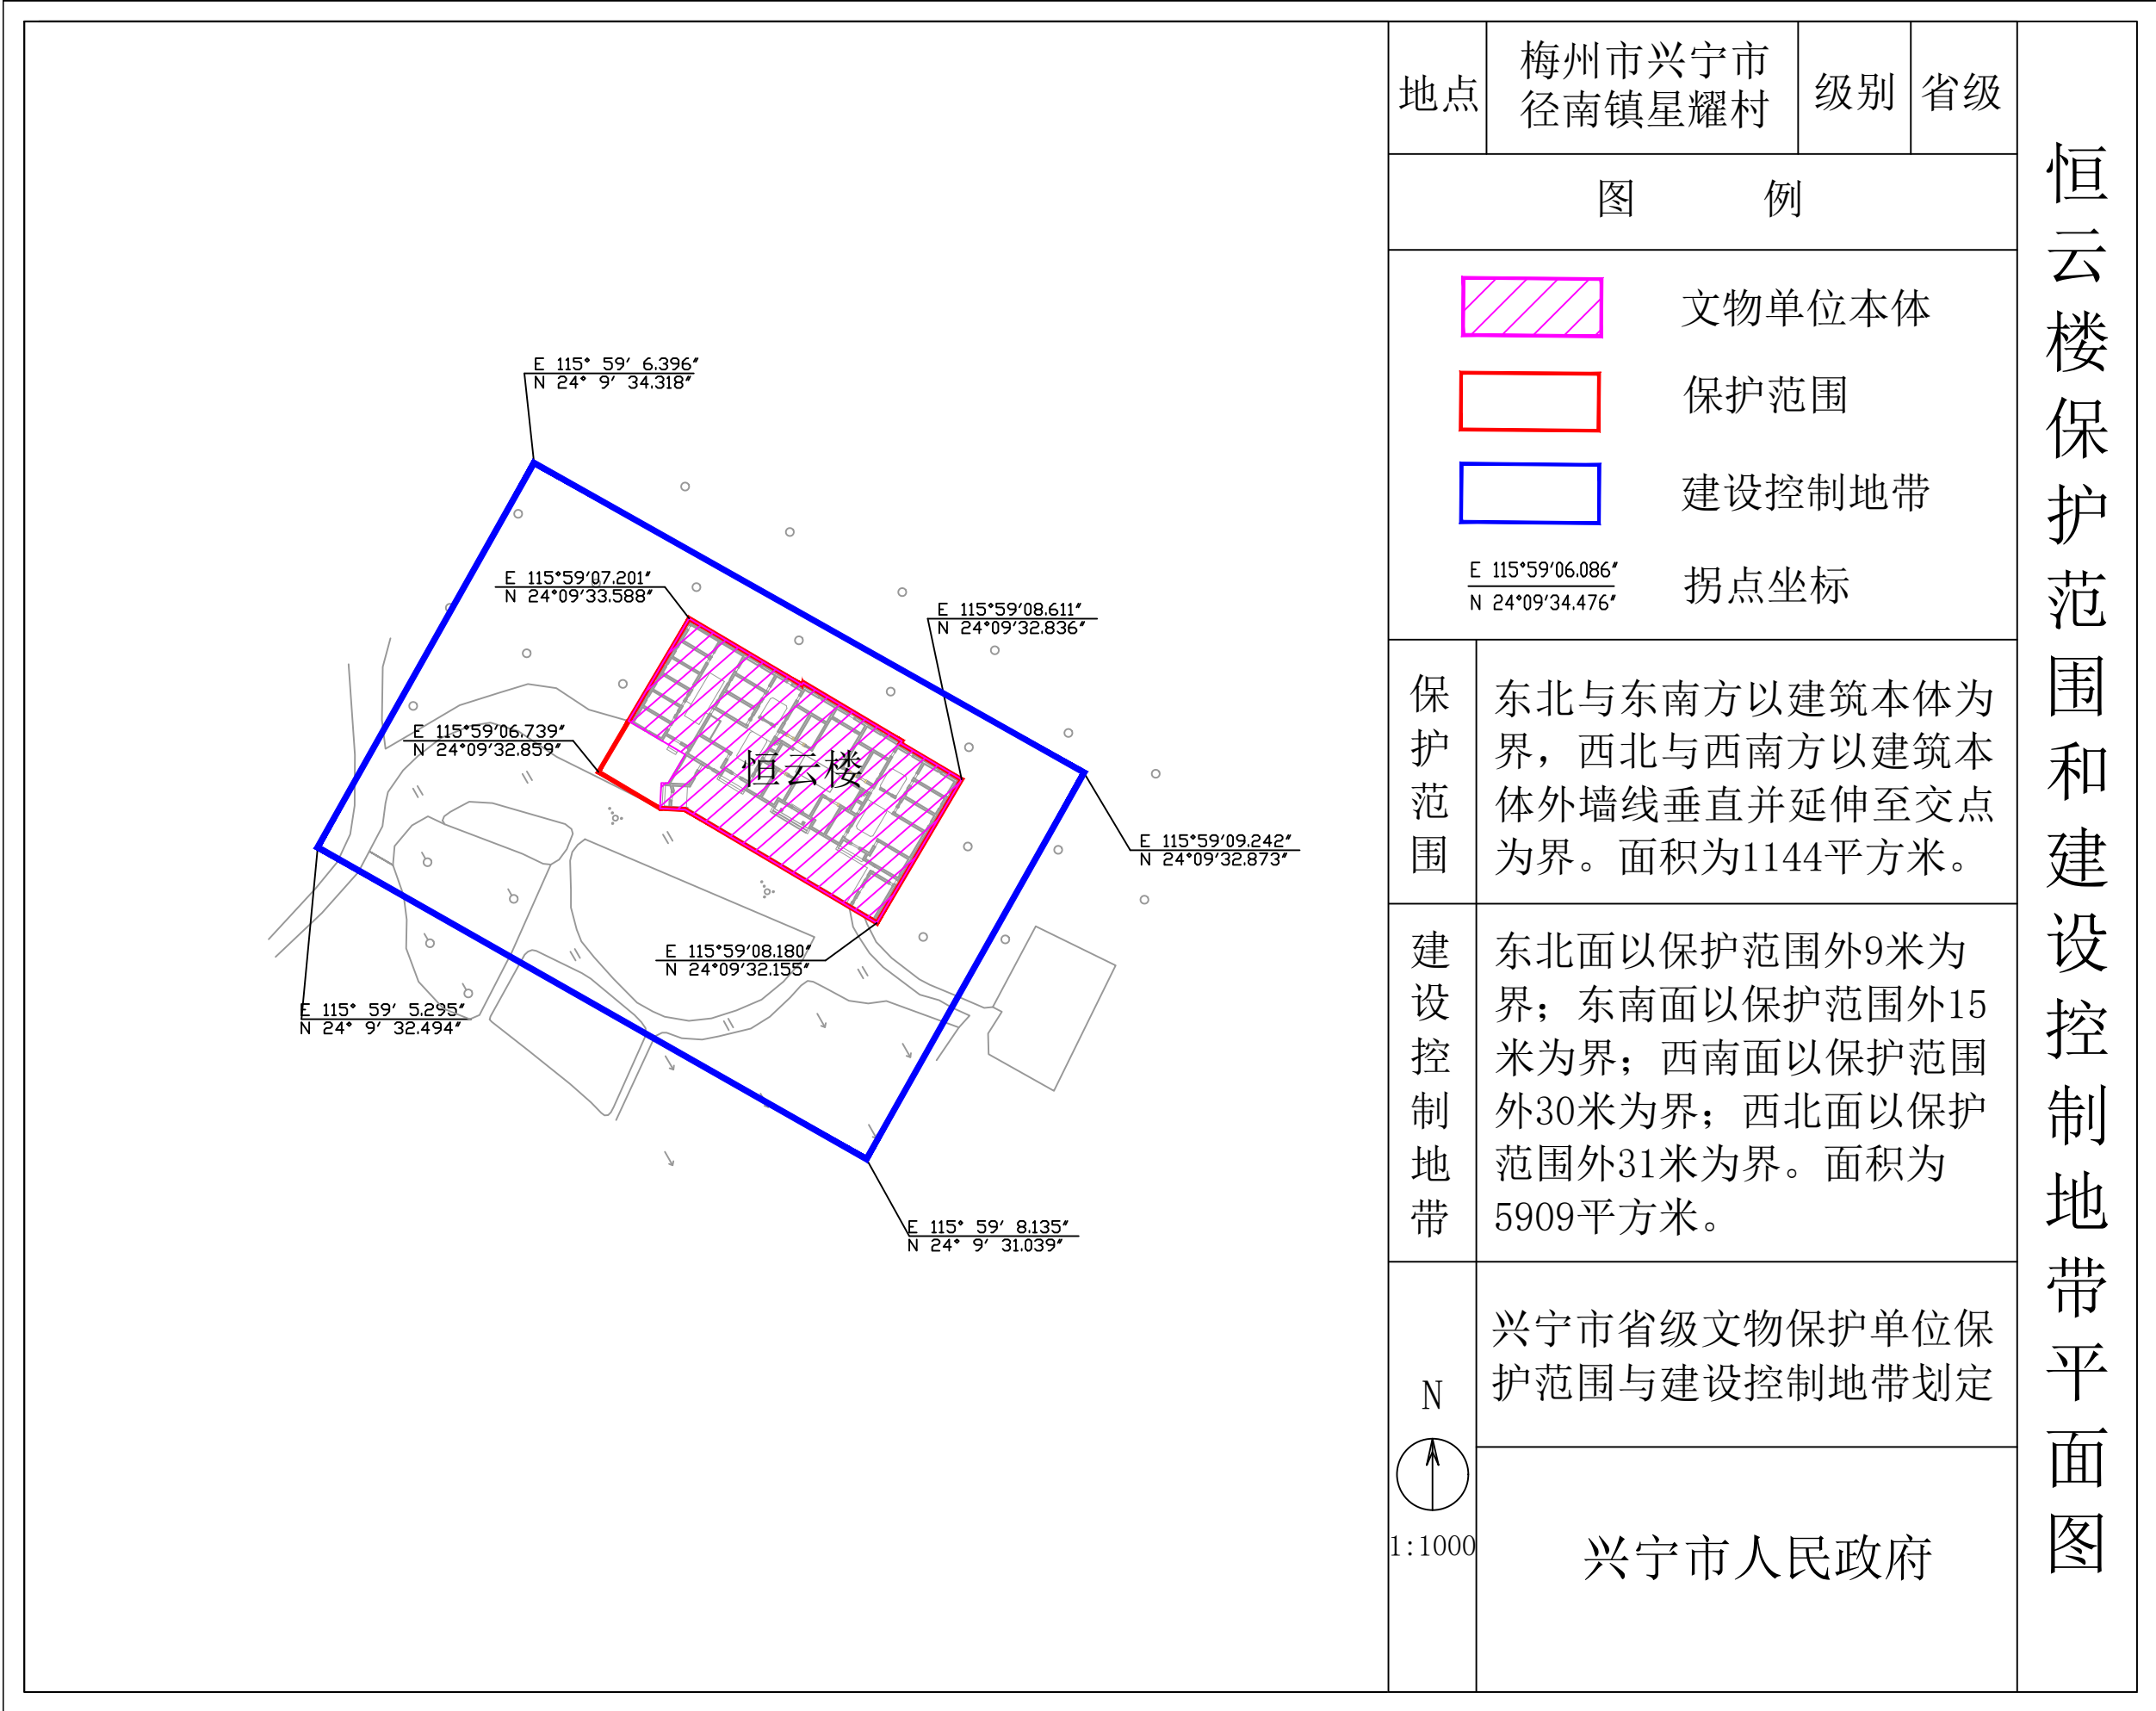 E 115° 59′ 6.396″
N 24° 9′ 34.318″
E 115°59′07.201″
N 24°09′33.588″
E 115°59′08.611″
N 24°09′32.836″
E 115°59′06.739″
N 24°09′32.859″
恒云楼
E 115°59′09.242″
N 24°09′32.873″
E 115°59′08.180″
N 24°09′32.155″
E 115° 59′ 5.295″
N 24° 9′ 32.494″
E 115° 59′ 8.135″
N 24° 9′ 31.039″
地点
梅州市兴宁市
径南镇星耀村
级别
省级
图 例
文物单位本体
保护范围
建设控制地带
E 115°59′06.086″
N 24°09′34.476″
拐点坐标
保护范围
东北与东南方以建筑本体为
界，西北与西南方以建筑本
体外墙线垂直并延伸至交点
为界。面积为1144平方米。
建设控制地带
东北面以保护范围外9米为
界；东南面以保护范围外15
米为界；西南面以保护范围
外30米为界；西北面以保护
范围外31米为界。面积为
5909平方米。
N
1:1000
兴宁市省级文物保护单位保
护范围与建设控制地带划定
兴宁市人民政府
恒云楼保护范围和建设控制地带平面图